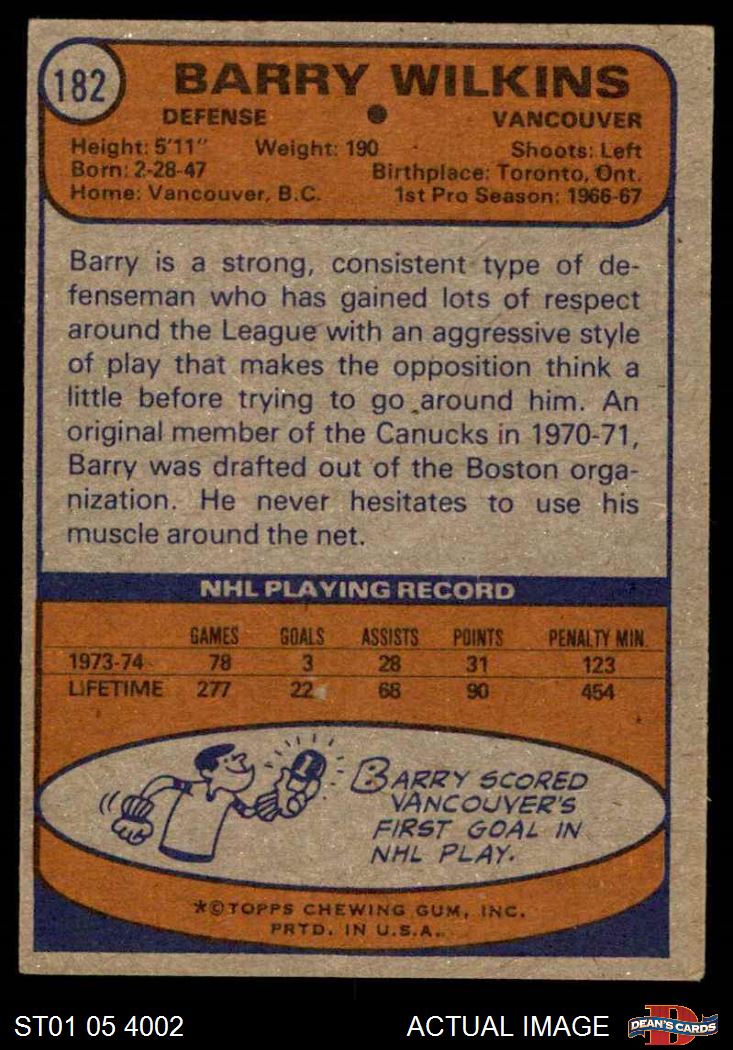 182
BARRY WILKINS
DEFENSE ● VANCOUVER
Height: 5'11" Weight: 190 Shoots: Left
Born: 2-28-47 Birthplace: Toronto, Ont.
Home: Vancouver, B.C. 1st Pro Season: 1966-67
Barry is a strong, consistent type of de-
fenseman who has gained lots of respect
around the League with an aggressive style
of play that makes the opposition think a
little before trying to go around him. An
original member of the Canucks in 1970-71,
Barry was drafted out of the Boston orga-
nization. He never hesitates to use his
muscle around the net.
NHL PLAYING RECORD
GAMES GOALS ASSISTS POINTS PENALTY MIN.
1973-74 78 3 28 31 123
LIFETIME 277 22 68 90 454
1
BARRY SCORED
VANCOUVER'S
FIRST GOAL IN
NHL PLAY.
*©TOPPS CHEWING GUM, INC.
PRTD. IN U.S.A.
ST01 05 4002 ACTUAL IMAGE D DEAN'S CARDS